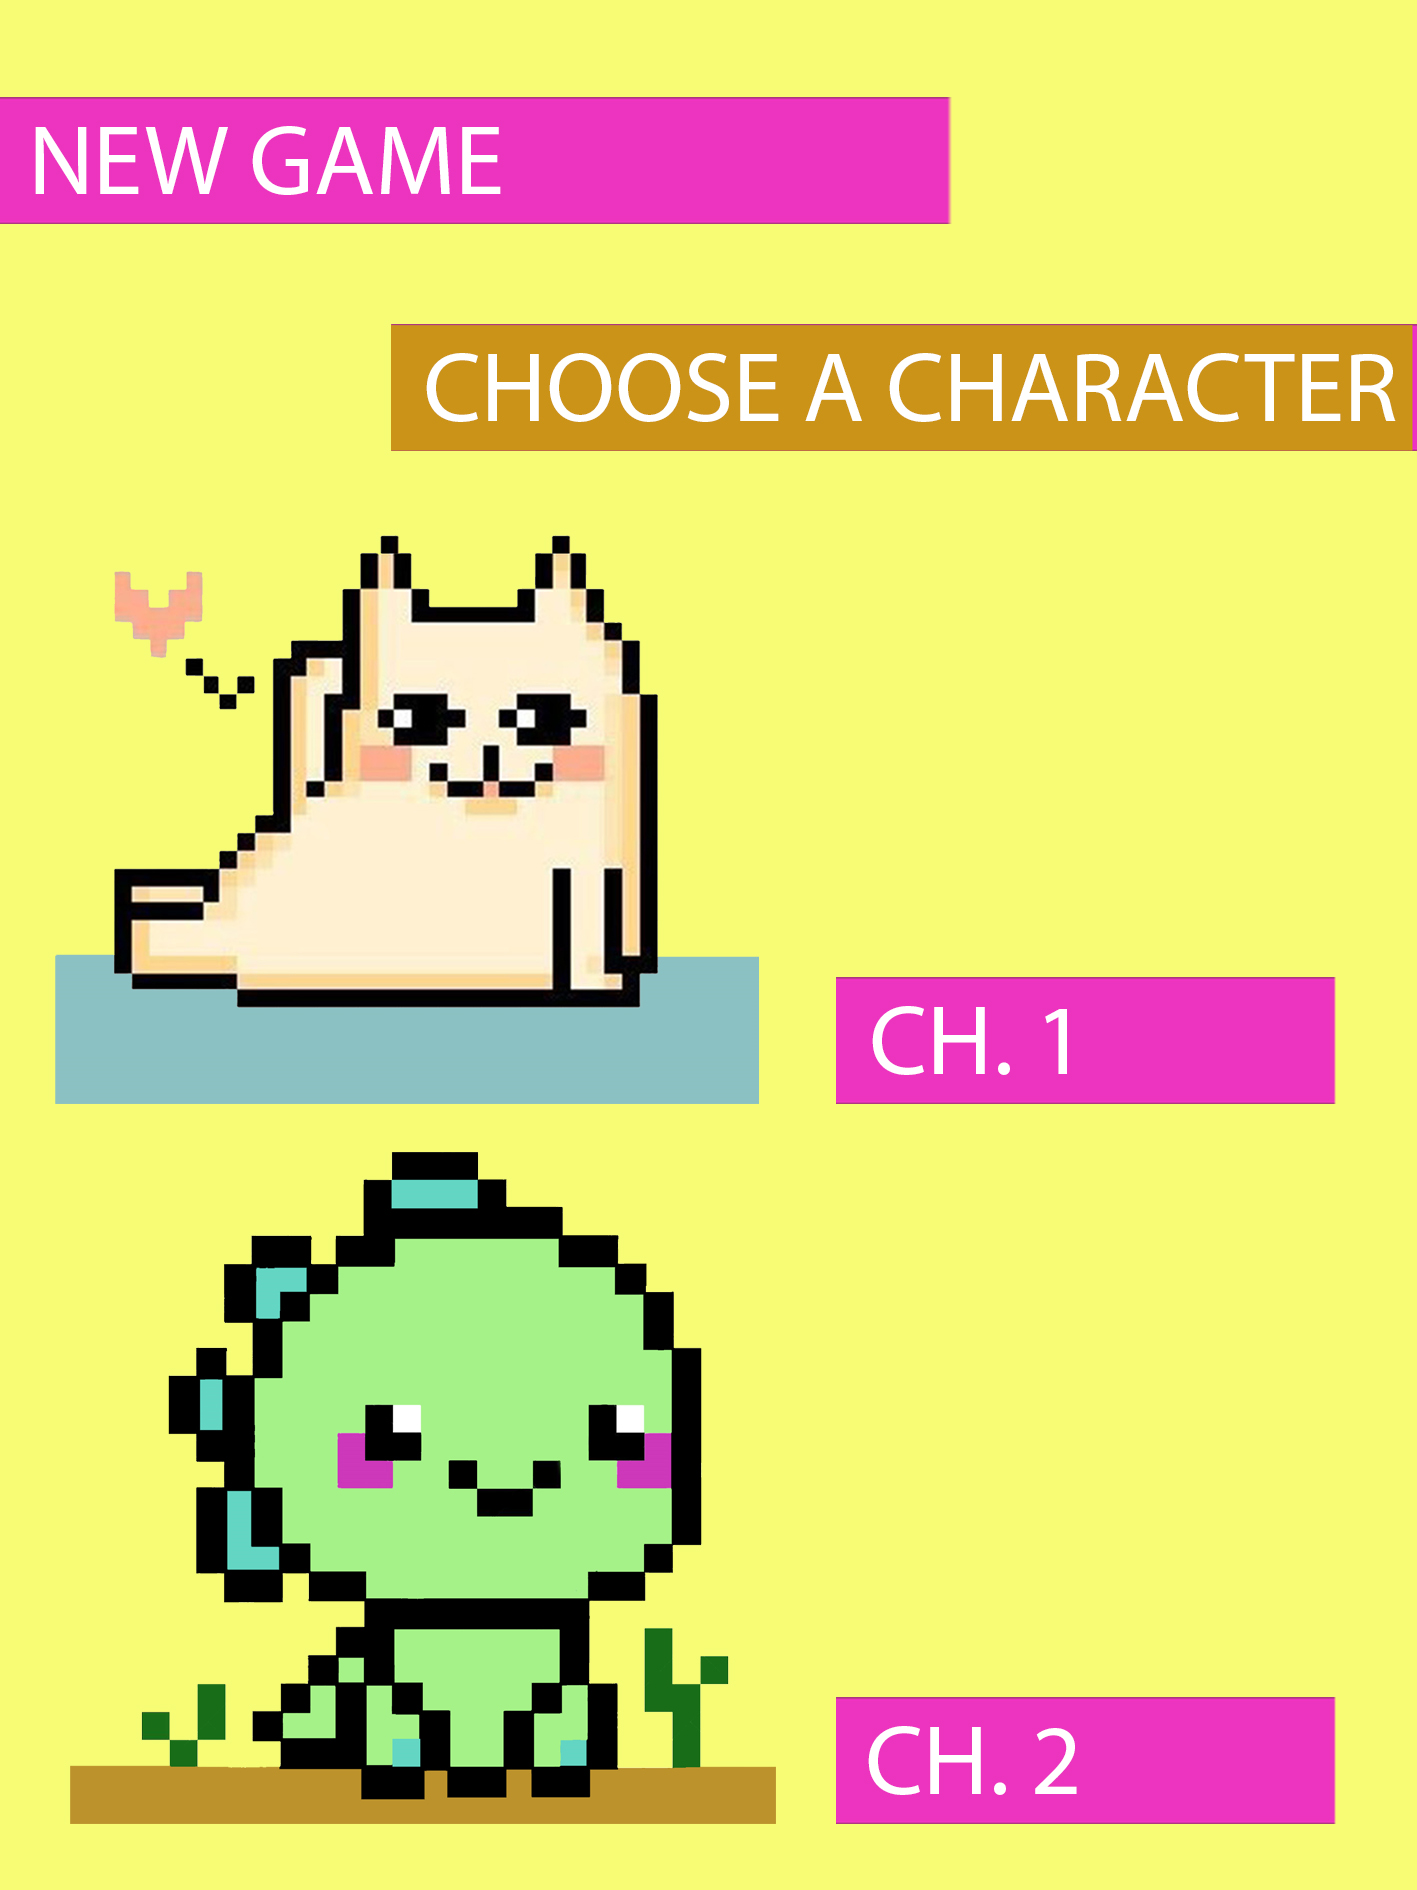 NEW GAME
CHOOSE A CHARACTER
CH. 1
CH. 2